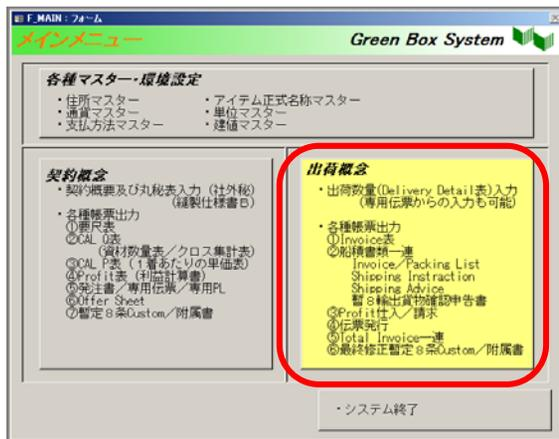 F_MAIN : フォーム
メインメニュー
Green Box System
各種マスター・環境設定
・住所マスター ・アイテム正式名称マスター
・通貨マスター ・単位マスター
・支払方法マスター ・建値マスター
契約概念
・契約概要及び丸秘表入力（社外秘）
（縫製仕様書B）
・各種帳票出力
①要尺表
②CAL Q表
（資材数量表／クロス集計表）
③CAL P表（1着あたりの単価表）
④Profit表（利益計算書）
⑤発注書／専用伝票／専用PL
⑥Offer Sheet
⑦暫定８条Custom／附属書
出荷概念
・出荷数量(Delivery Detail表)入力
（専用伝票からの入力も可能）
・各種帳票出力
①Invoice表
②船積書類一連
Invoice／Packing List
Shipping Instraction
Shipping Advice
暫８輸出貨物確認申告書
③Profit仕入／請求
④伝票発行
⑤Total Invoice一連
⑥最終修正暫定８条Custom／附属書
・システム終了